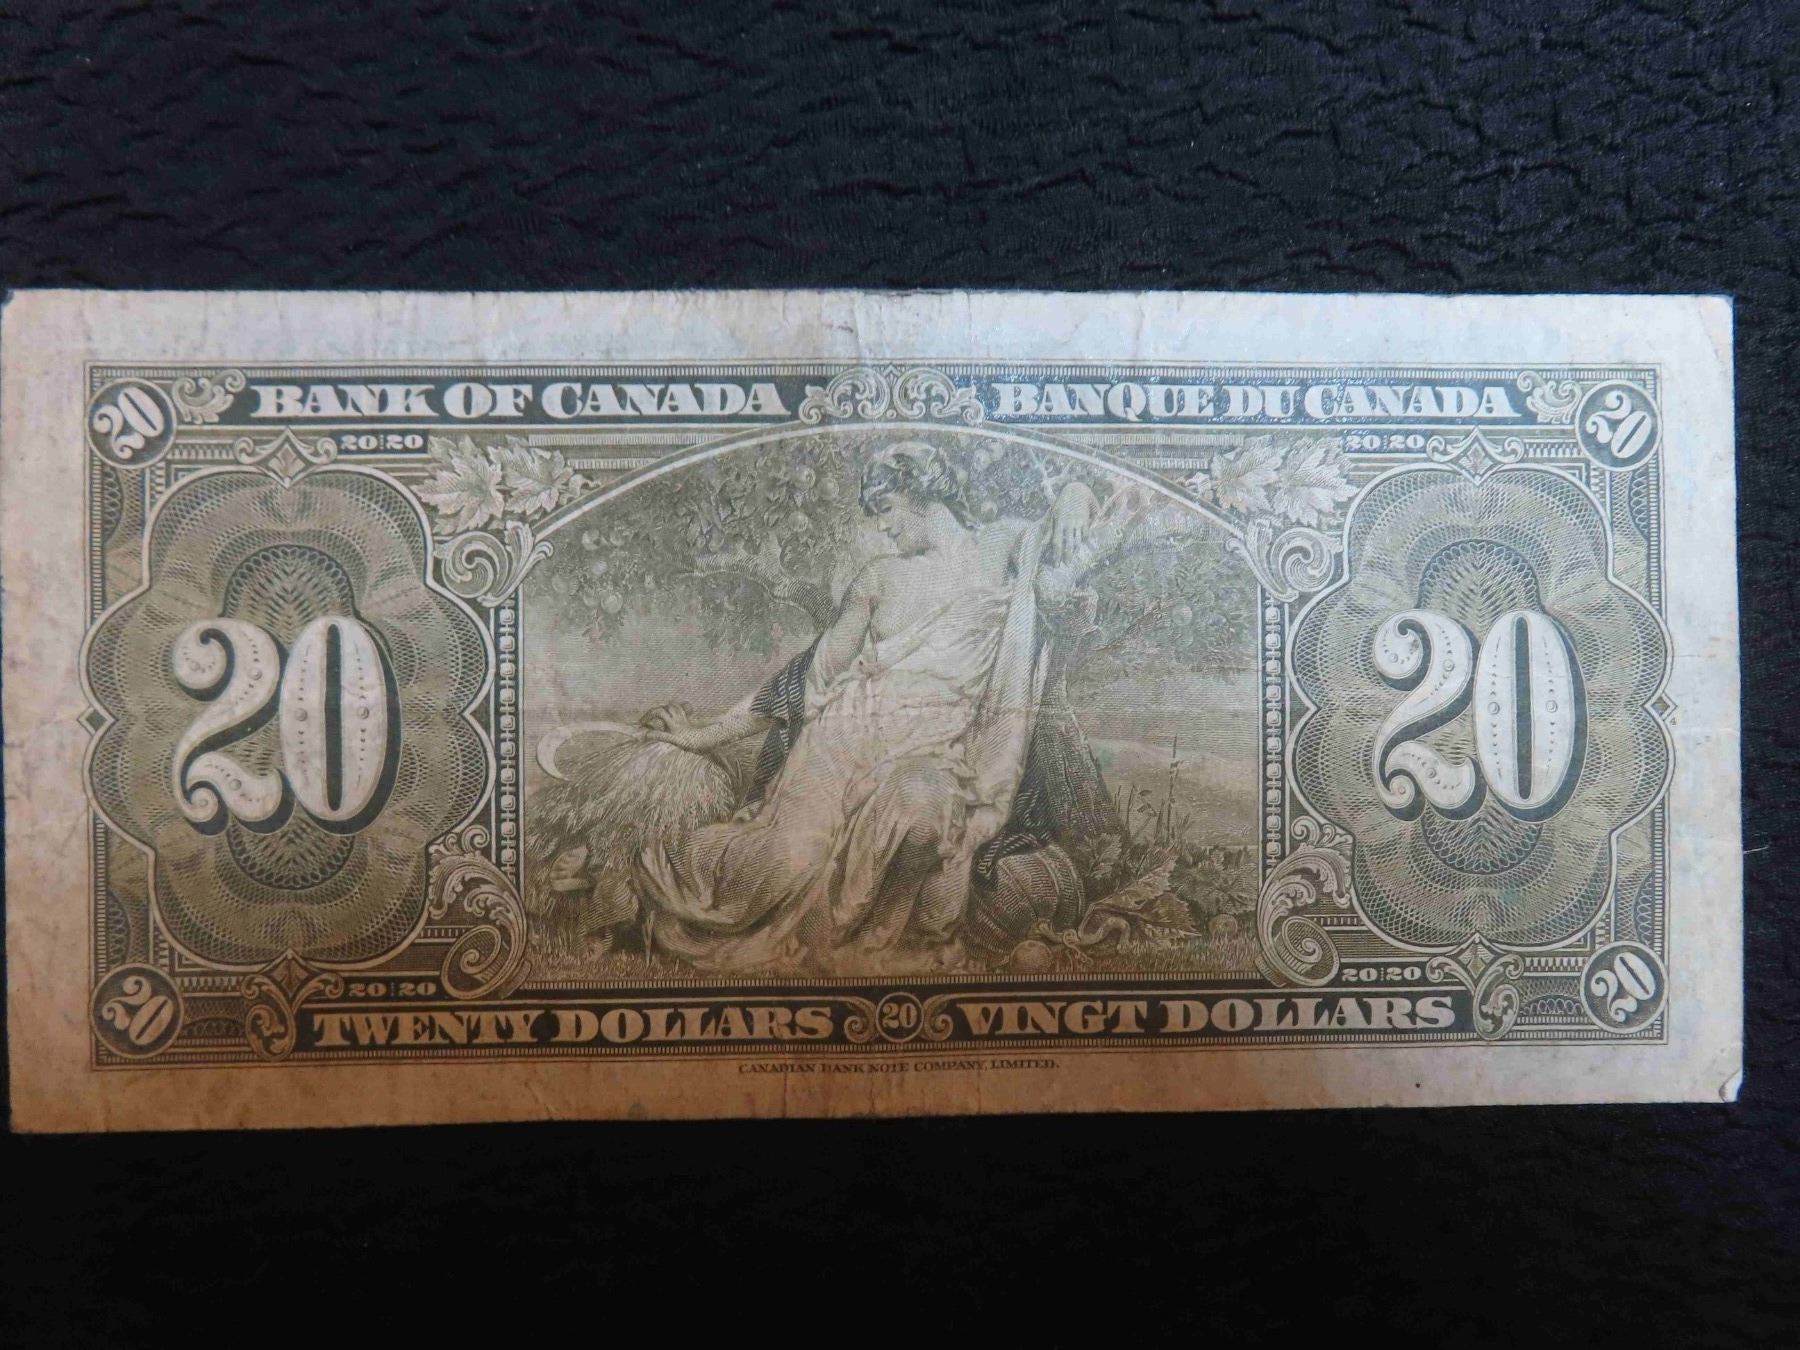 BANK OF CANADA BANQUE DU CANADA
20 20
20 20 20 20
20 20
20 20 20 20
20 20
TWENTY DOLLARS 20 VINGT DOLLARS
CANADIAN BANK NOTE COMPANY, LIMITED.